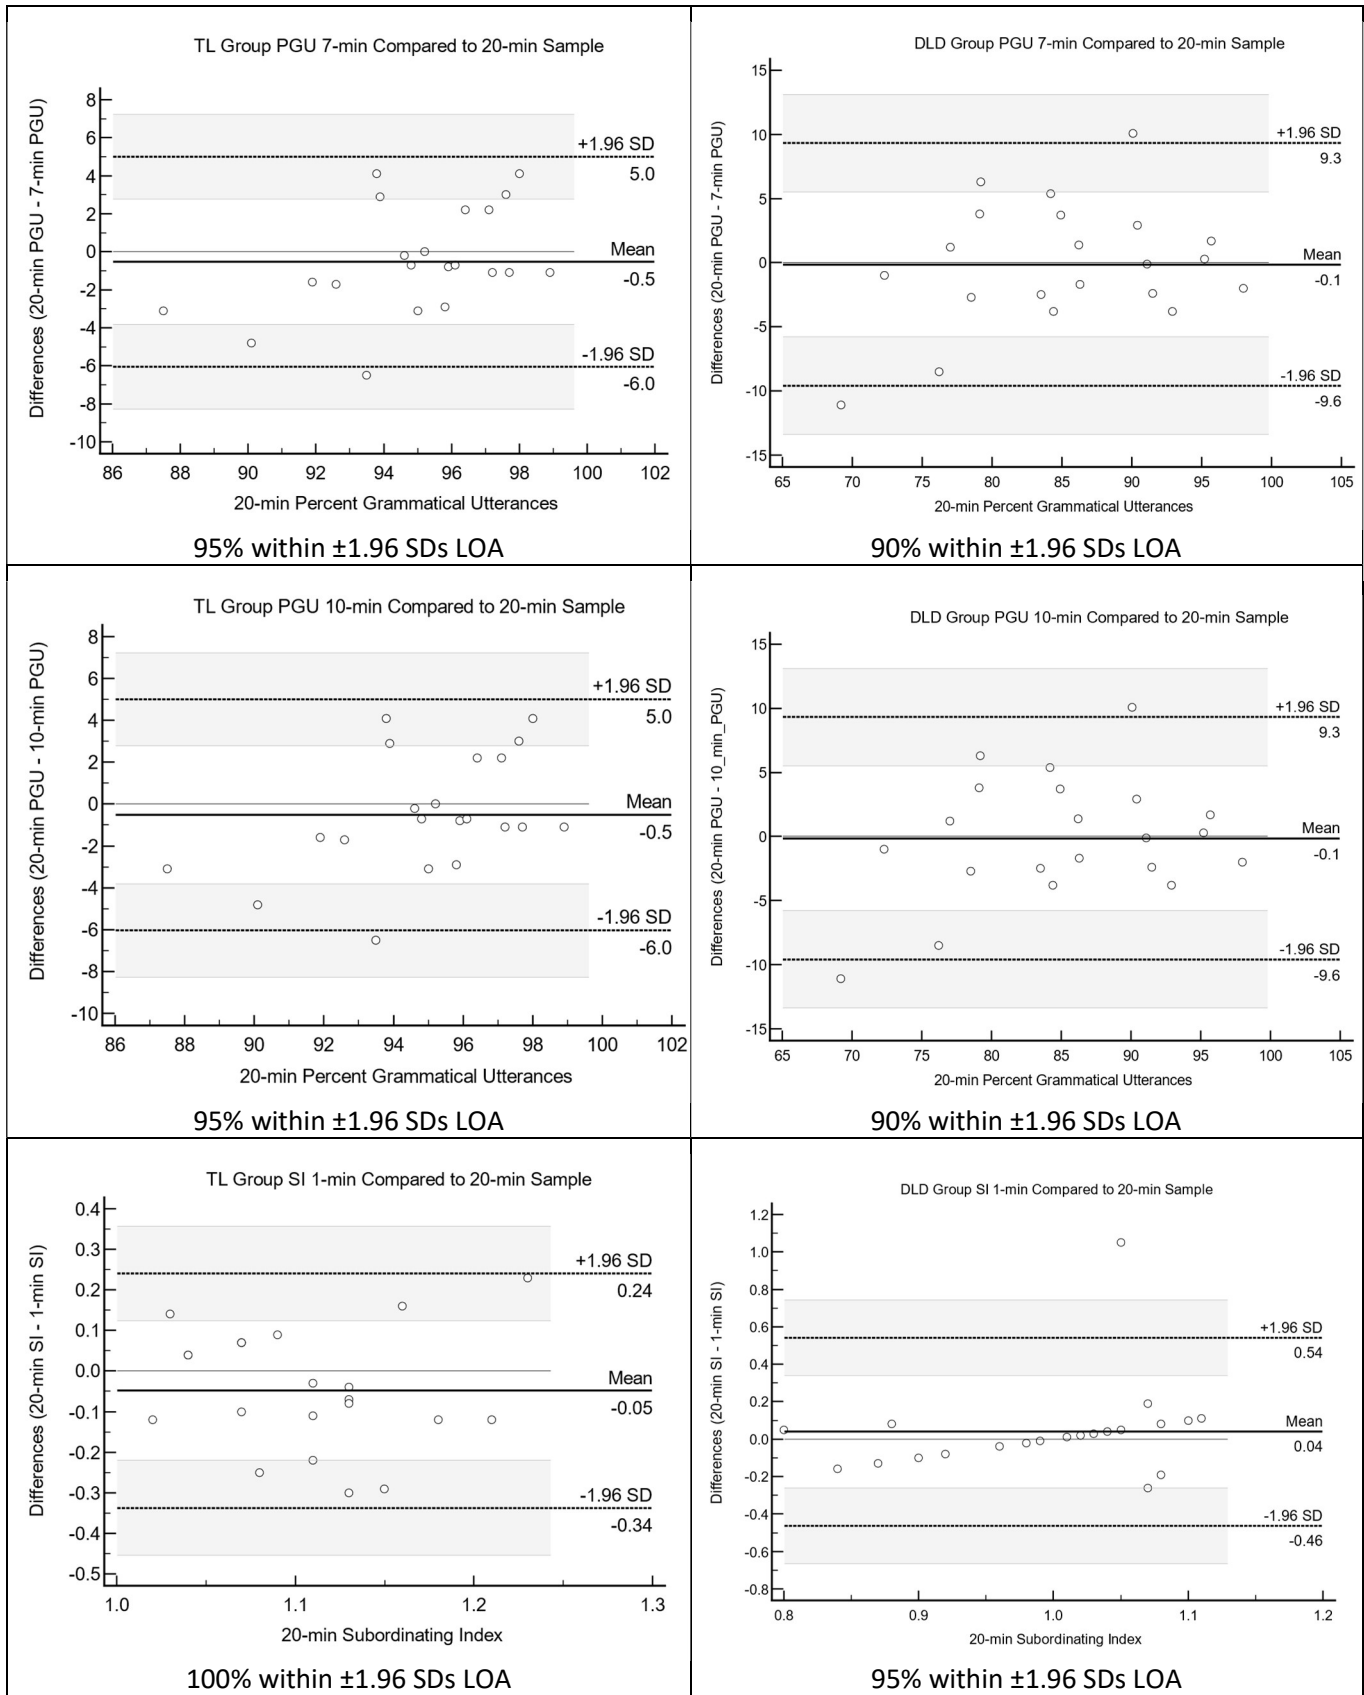 TL Group PGU 7-min Compared to 20-min Sample
Differences (20-min PGU - 7-min PGU)
8
6
4
2
0
-2
-4
-6
-8
-10
+1.96 SD
5.0
Mean
-0.5
-1.96 SD
-6.0
86 88 90 92 94 96 98 100 102
20-min Percent Grammatical Utterances
95% within ±1.96 SDs LOA
DLD Group PGU 7-min Compared to 20-min Sample
Differences (20-min PGU - 7-min PGU)
15
10
5
0
-5
-10
-15
+1.96 SD
9.3
Mean
-0.1
-1.96 SD
-9.6
65 70 75 80 85 90 95 100 105
20-min Percent Grammatical Utterances
90% within ±1.96 SDs LOA
TL Group PGU 10-min Compared to 20-min Sample
Differences (20-min PGU - 10-min PGU)
8
6
4
2
0
-2
-4
-6
-8
-10
+1.96 SD
5.0
Mean
-0.5
-1.96 SD
-6.0
86 88 90 92 94 96 98 100 102
20-min Percent Grammatical Utterances
95% within ±1.96 SDs LOA
DLD Group PGU 10-min Compared to 20-min Sample
Differences (20-min PGU - 10_min_PGU)
15
10
5
0
-5
-10
-15
+1.96 SD
9.3
Mean
-0.1
-1.96 SD
-9.6
65 70 75 80 85 90 95 100 105
20-min Percent Grammatical Utterances
90% within ±1.96 SDs LOA
TL Group SI 1-min Compared to 20-min Sample
Differences (20-min SI - 1-min SI)
0.4
0.3
0.2
0.1
0.0
-0.1
-0.2
-0.3
-0.4
-0.5
+1.96 SD
0.24
Mean
-0.05
-1.96 SD
-0.34
1.0 1.1 1.2 1.3
20-min Subordinating Index
100% within ±1.96 SDs LOA
DLD Group SI 1-min Compared to 20-min Sample
Differences (20-min SI - 1-min SI)
1.2
1.0
0.8
0.6
0.4
0.2
0.0
-0.2
-0.4
-0.6
-0.8
+1.96 SD
0.54
Mean
0.04
-1.96 SD
-0.46
0.8 0.9 1.0 1.1 1.2
20-min Subordinating Index
95% within ±1.96 SDs LOA